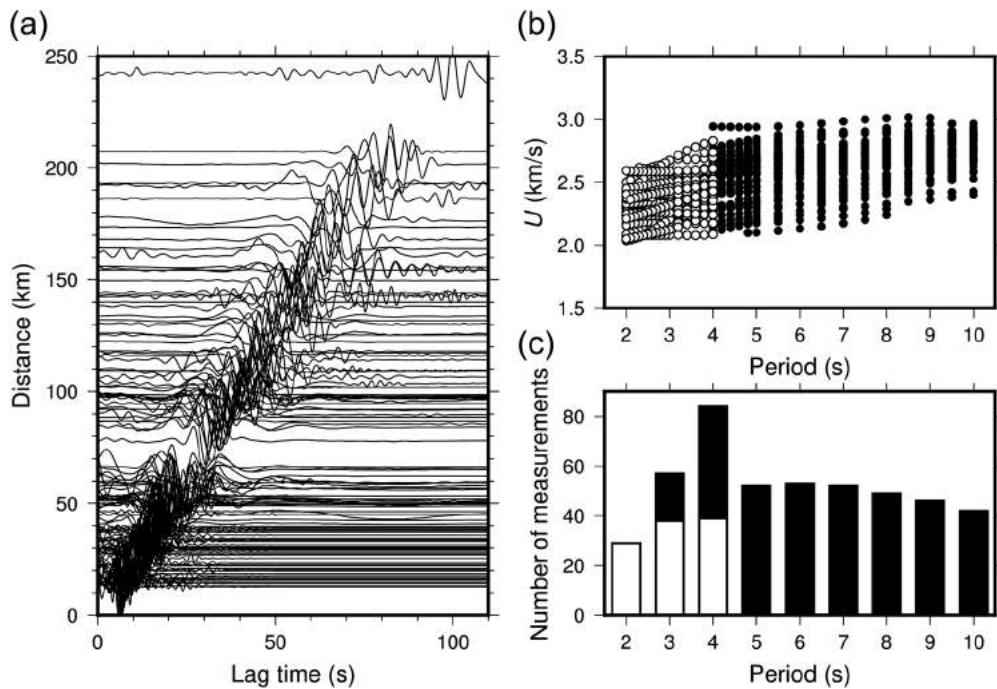 (a)
250
200
150
100
50
0
Distance (km)
0 50 100
Lag time (s)
(b)
3.5
3.0
2.5
2.0
1.5
U (km/s)
2 3 4 5 6 7 8 9 10
Period (s)
(c)
80
60
40
20
0
Number of measurements
2 3 4 5 6 7 8 9 10
Period (s)